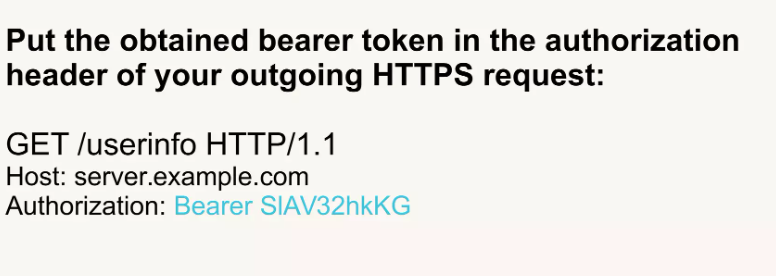 Put the obtained bearer token in the authorization
header of your outgoing HTTPS request:
GET /userinfo HTTP/1.1
Host: server.example.com
Authorization: Bearer SlAV32hkKG